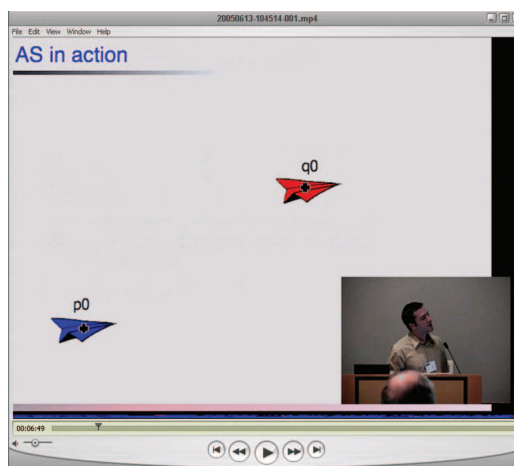 20050613-104514-001.mp4
File Edit View Window Help
AS in action
q0
p0
00:06:49